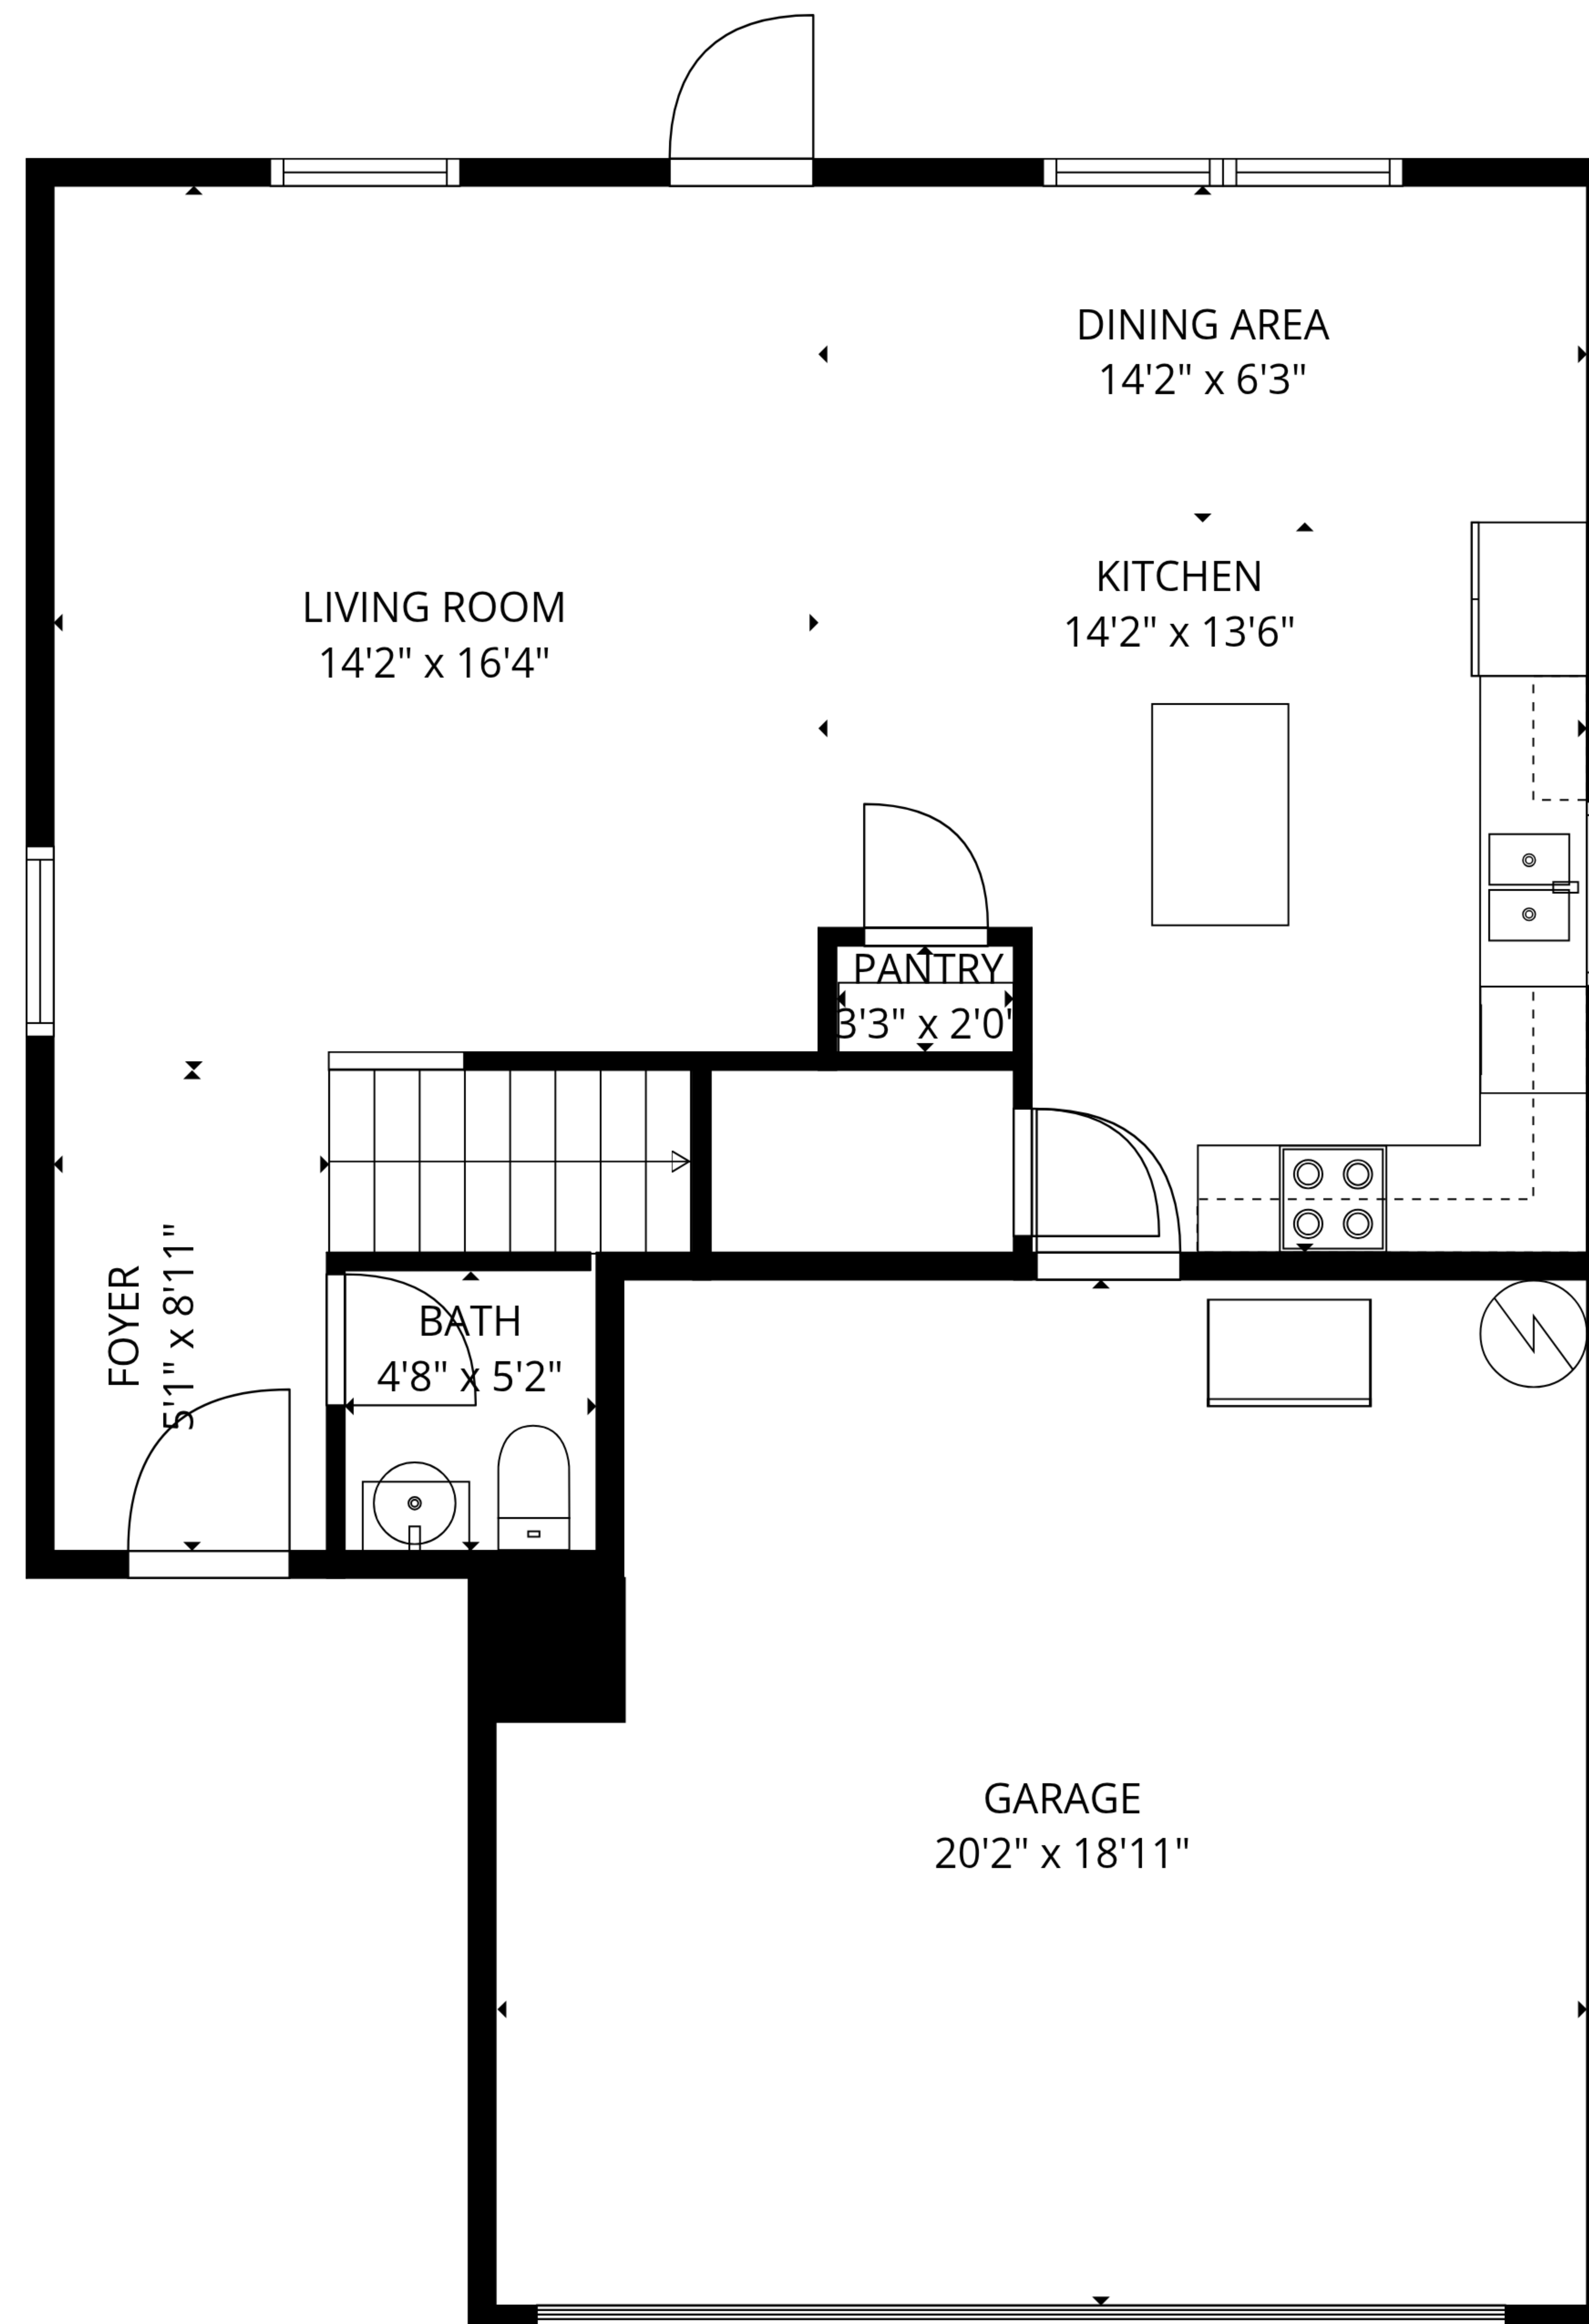 DINING AREA
14'2" x 6'3"
LIVING ROOM
14'2" x 16'4"
KITCHEN
14'2" x 13'6"
PANTRY
3'3" x 2'0"
FOYER
5'1" x 8'11"
BATH
4'8" x 5'2"
GARAGE
20'2" x 18'11"